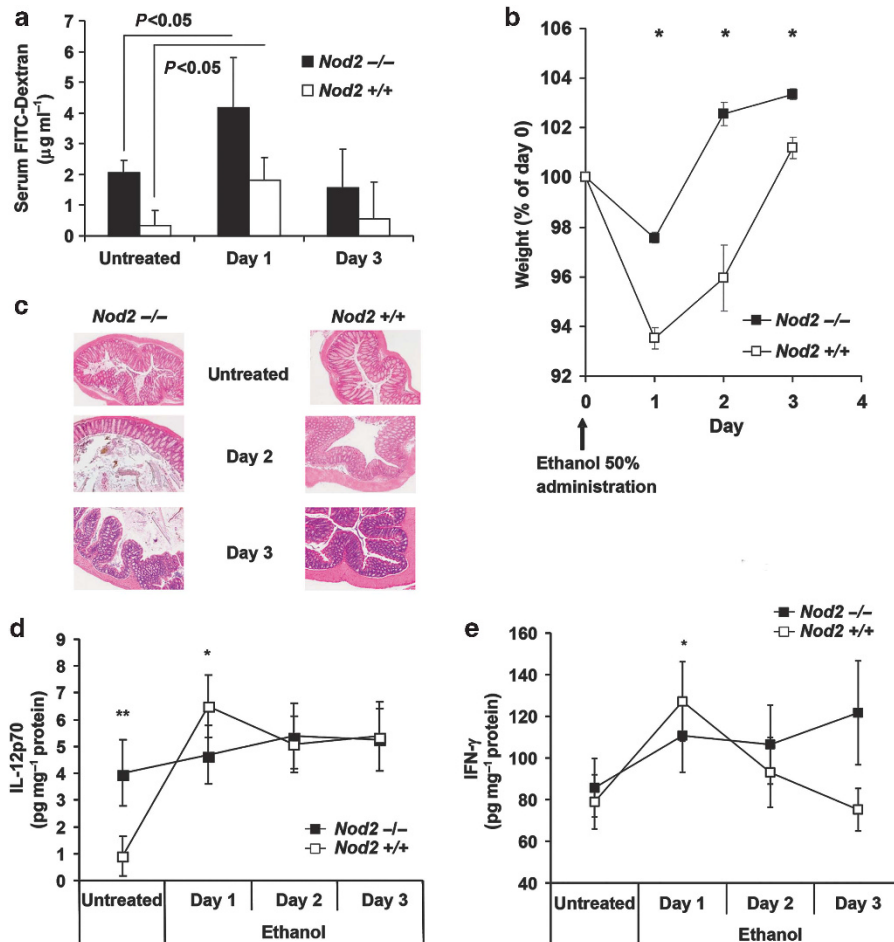 a
P<0.05
P<0.05
Nod2 –/–
Nod2 +/+
Serum FITC-Dextran
(µg ml⁻¹)
7
6
5
4
3
2
1
0
Untreated
Day 1
Day 3
b
*
*
*
Weight (% of day 0)
106
104
102
100
98
96
94
92
Nod2 –/–
Nod2 +/+
0
1
2
3
4
Day
Ethanol 50%
administration
c
Nod2 –/–
Nod2 +/+
Untreated
Day 2
Day 3
d
IL-12p70
(pg mg⁻¹ protein)
9
8
7
6
5
4
3
2
1
0
**
*
Nod2 –/–
Nod2 +/+
Untreated
Day 1
Day 2
Day 3
Ethanol
e
Nod2 –/–
Nod2 +/+
IFN-γ
(pg mg⁻¹ protein)
160
140
120
100
80
60
40
*
Untreated
Day 1
Day 2
Day 3
Ethanol